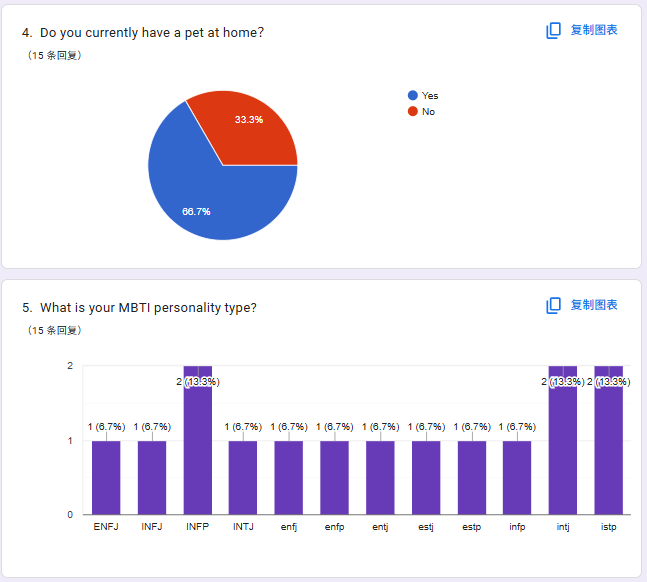 4. Do you currently have a pet at home?
复制图表
（15 条回复）
Yes
No
33.3%
66.7%
5. What is your MBTI personality type?
复制图表
（15 条回复）
2
2 (13.3%) 2 (13.3%) 2 (13.3%)
1 (6.7%) 1 (6.7%) 1 (6.7%) 1 (6.7%) 1 (6.7%) 1 (6.7%) 1 (6.7%) 1 (6.7%) 1 (6.7%)
1
0
ENFJ INFJ INFP INTJ enfj enfp entj estj estp infp intj istp